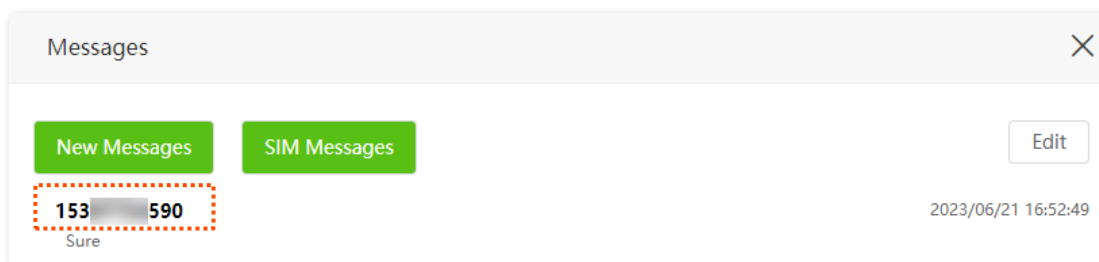 Messages
New Messages
SIM Messages
Edit
153 590
2023/06/21 16:52:49
Sure